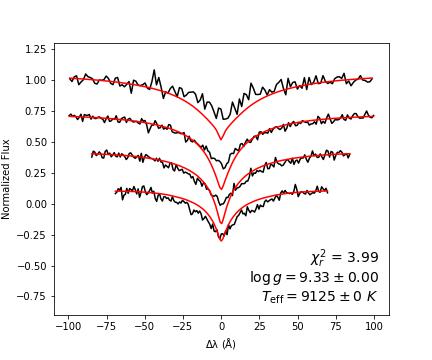 1.25
1.00
0.75
0.50
0.25
0.00
−0.25
−0.50
−0.75
Normalized Flux
χ²ᵣ = 3.99
log g = 9.33 ± 0.00
T_eff = 9125 ± 0 K
−100 −75 −50 −25 0 25 50 75 100
Δλ (Å)